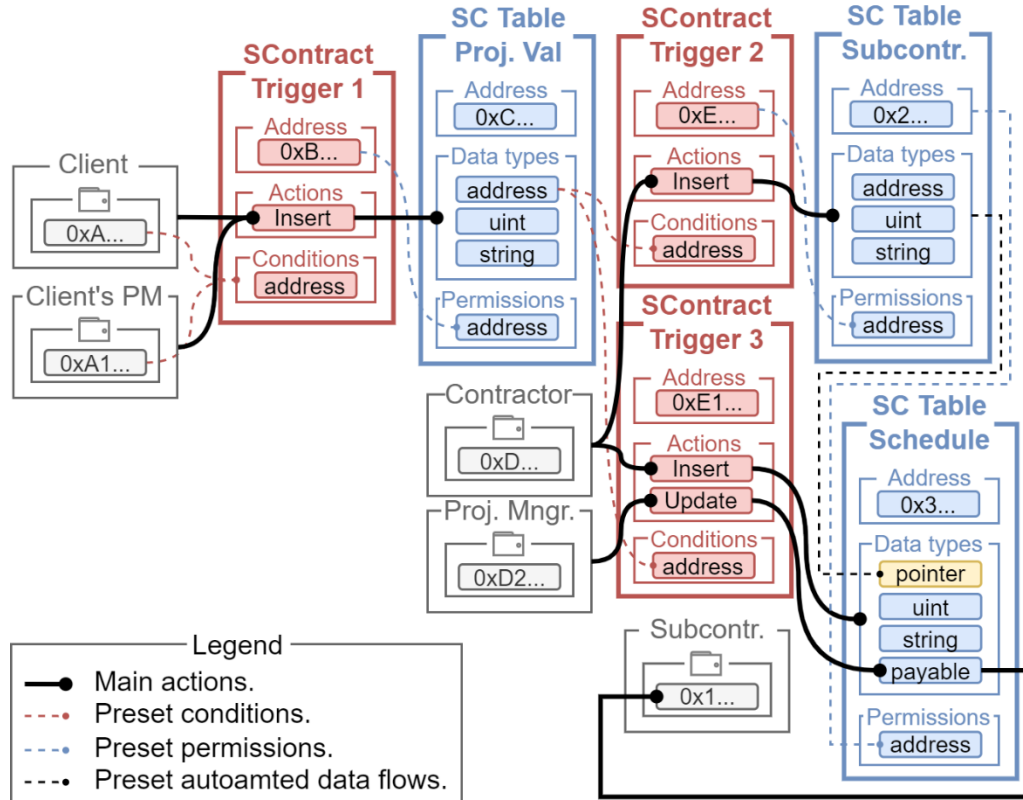 Client
0xA...
Client's PM
0xA1...
SContract
Trigger 1
Address
0xB...
Actions
Insert
Conditions
address
SC Table
Proj. Val
Address
0xC...
Data types
address
uint
string
Permissions
address
SContract
Trigger 2
Address
0xE...
Actions
Insert
Conditions
address
SC Table
Subcontr.
Address
0x2...
Data types
address
uint
string
Permissions
address
Contractor
0xD...
Proj. Mngr.
0xD2...
SContract
Trigger 3
Address
0xE1...
Actions
Insert
Update
Conditions
address
SC Table
Schedule
Address
0x3...
Data types
pointer
uint
string
payable
Permissions
address
Subcontr.
0x1...
Legend
Main actions.
Preset conditions.
Preset permissions.
Preset autoamted data flows.